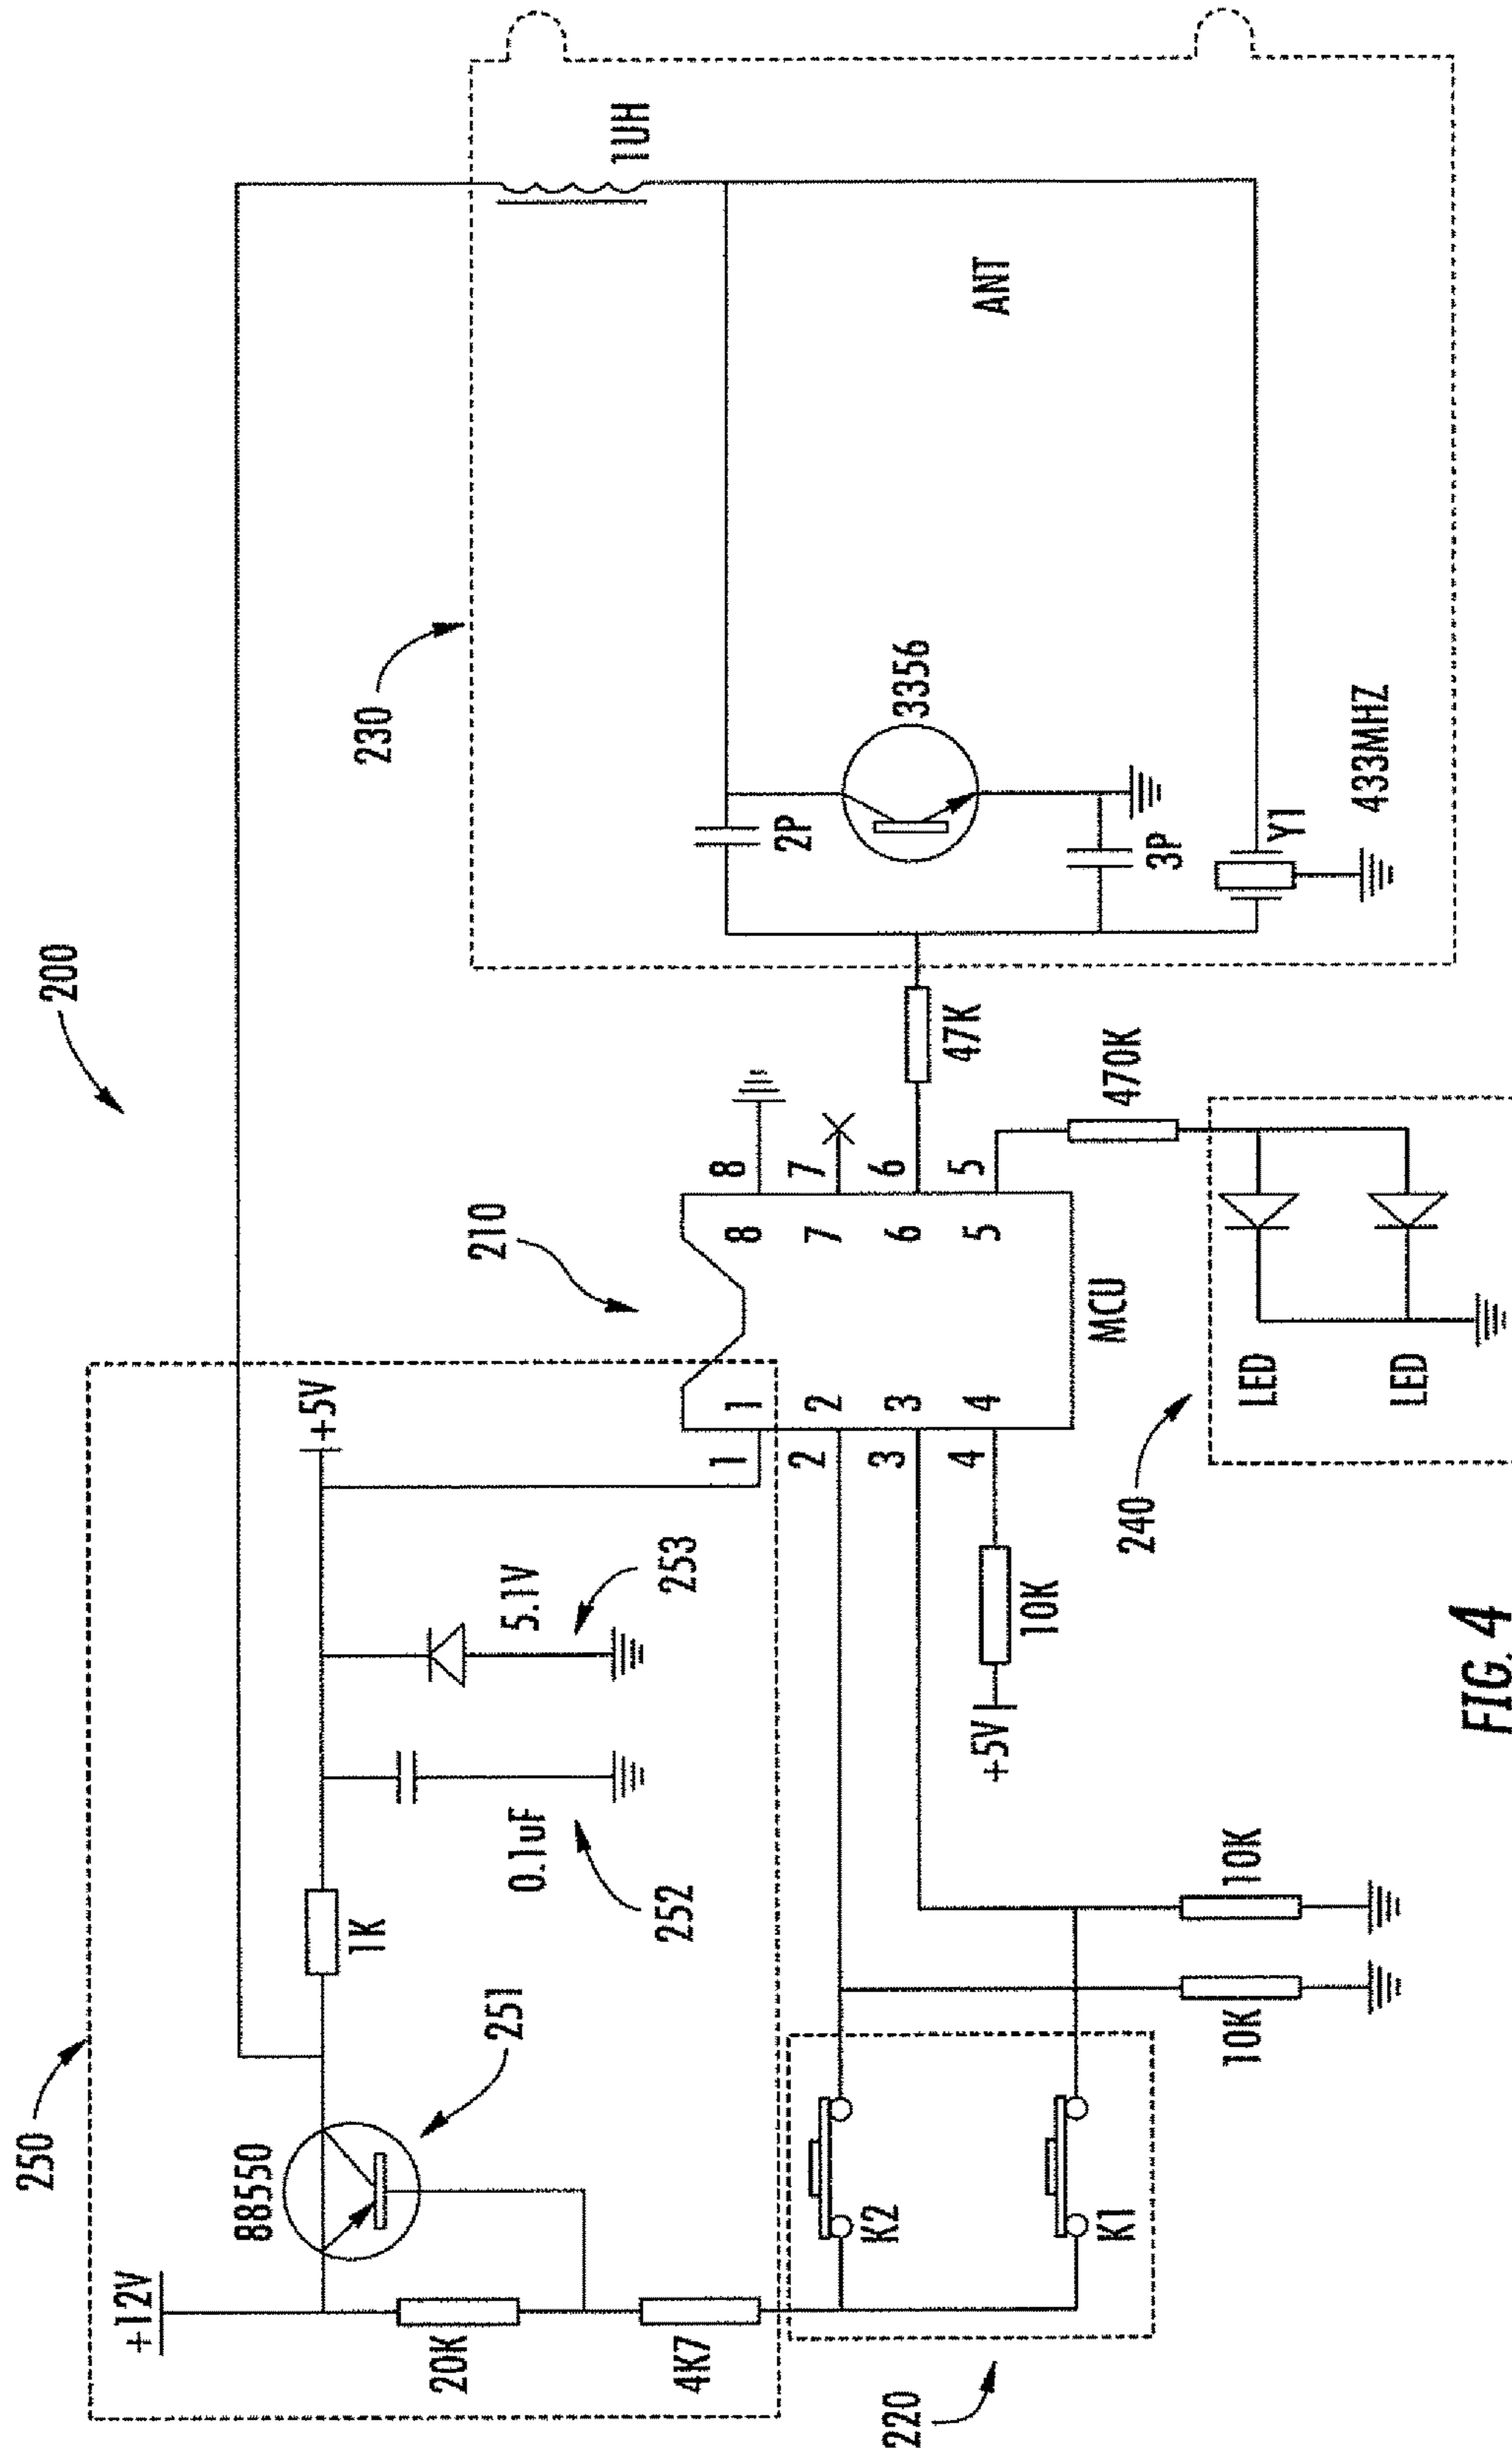 250
200
+12V
88550
+5V
1K
230
20K
210
251
0.1uF
5.1V
1UH
252
253
4K7
1 1 8 8
2P
2 2 7 7
K2
3 3 6 6
220
3356
47K
4 4 5 5
+5V
ANT
10K
K1
MCU
470K
240
3P
10K
10K
LED
Y1
433MHZ
LED
FIG. 4